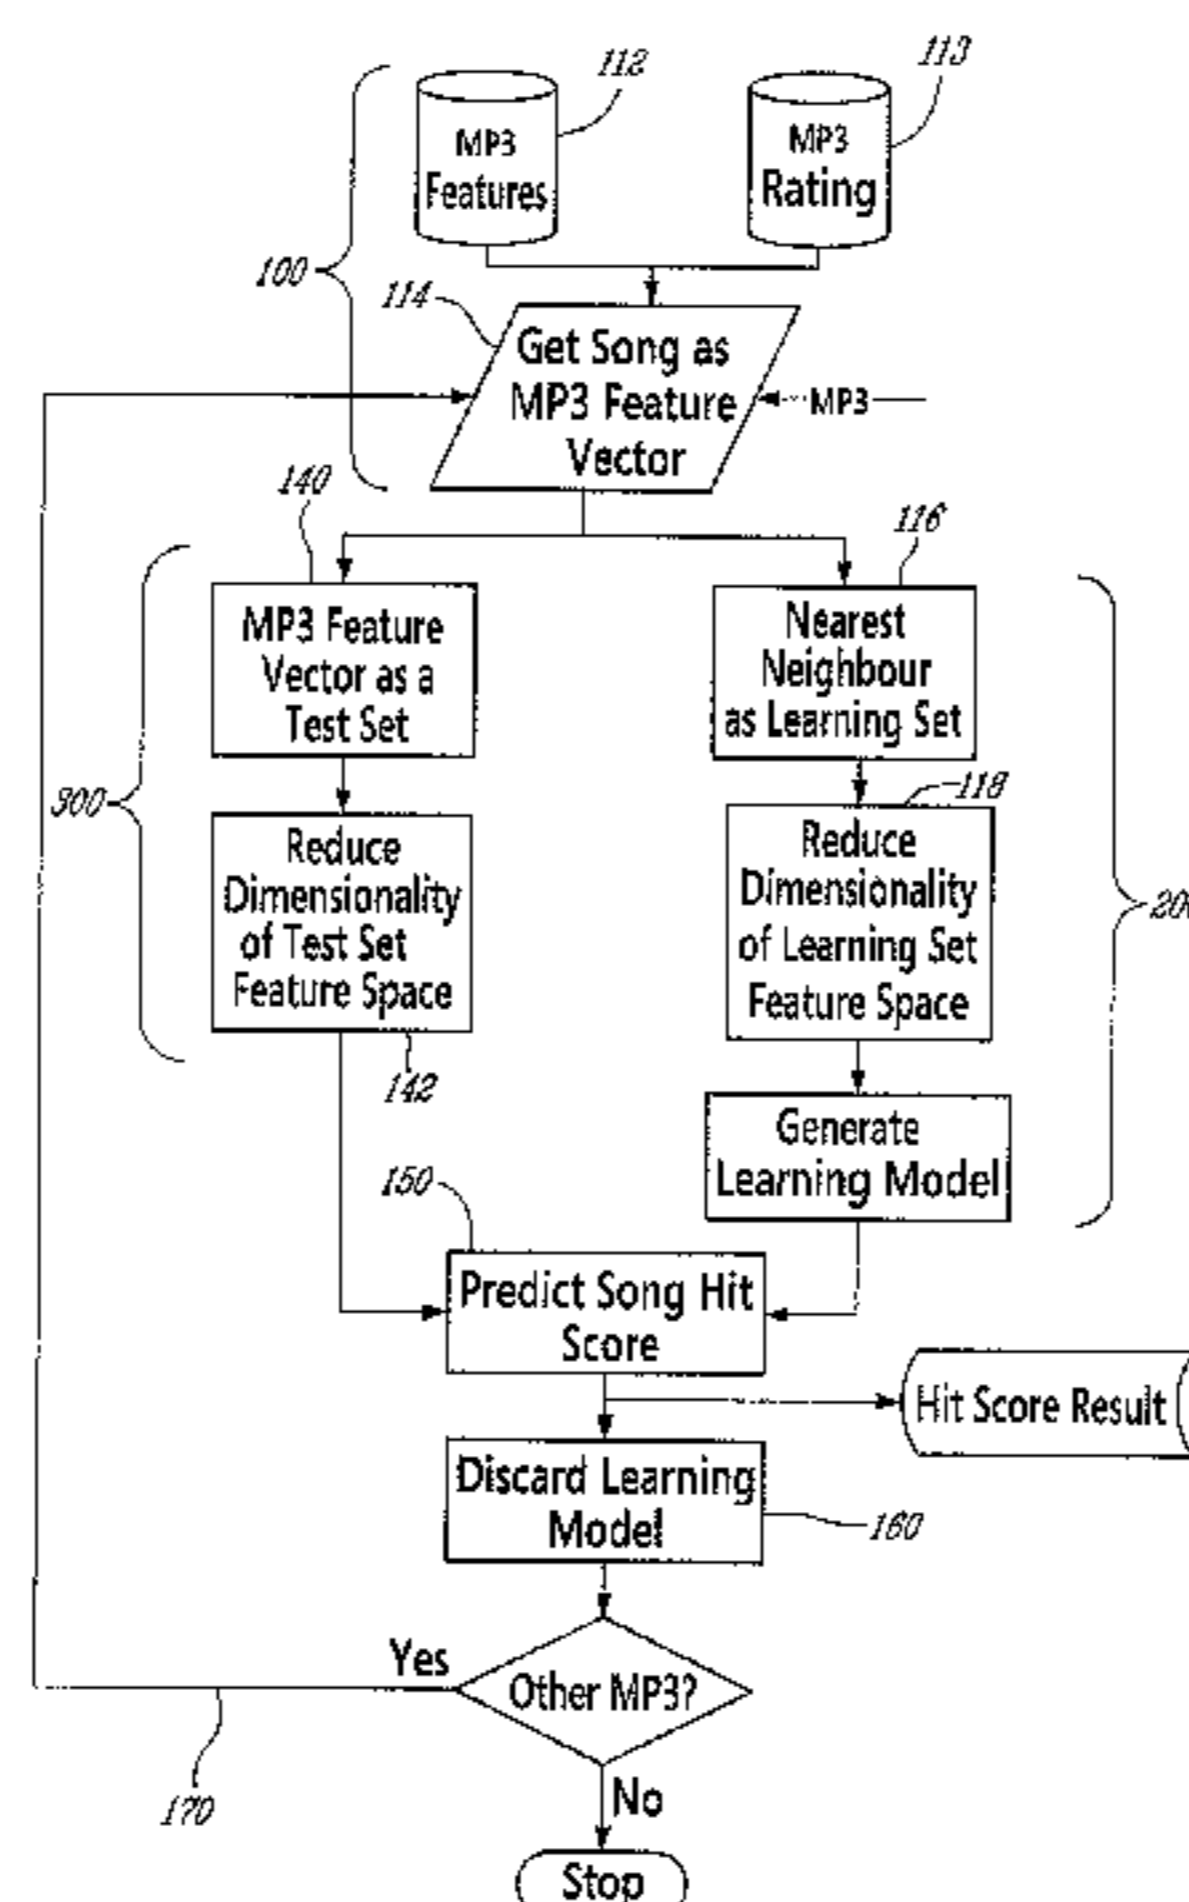 112
113
MP3
Features
MP3
Rating
100
114
Get Song as
MP3 Feature
Vector
MP3
140
116
MP3 Feature
Vector as a
Test Set
Nearest
Neighbour
as Learning Set
300
118
Reduce
Dimensionality
of Test Set
Feature Space
Reduce
Dimensionality
of Learning Set
Feature Space
142
Generate
Learning Model
150
Predict Song Hit
Score
Hit Score Result
Discard Learning
Model
160
Yes
Other MP3?
170
No
Stop